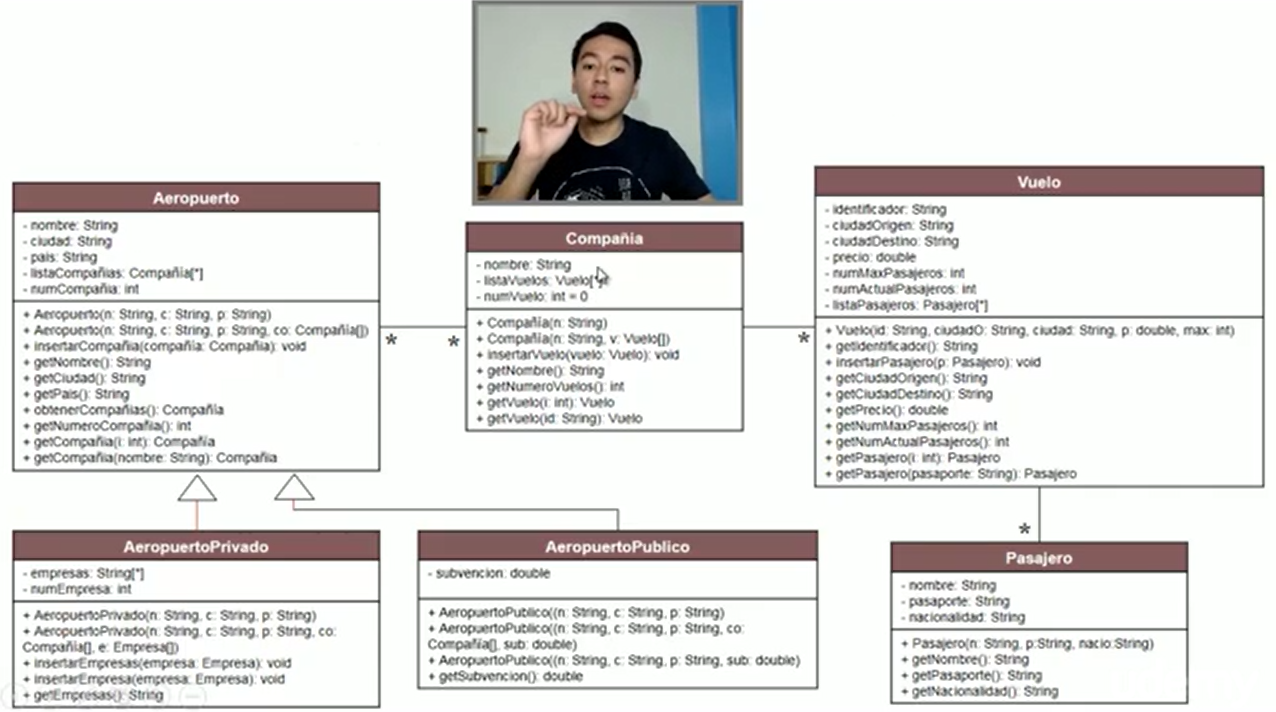 Aeropuerto
- nombre: String
- ciudad: String
- pais: String
- listaCompañias: Compañía[*]
- numCompañia: int
+ Aeropuerto(n: String, c: String, p: String)
+ Aeropuerto(n: String, c: String, p: String, co: Compañía[])
+ insertarCompañia(compañía: Compañia): void
+ getNombre(): String
+ getCiudad(): String
+ getPais(): String
+ obtenerCompañias(): Compañía
+ getNumeroCompañia(): int
+ getCompañia(i: int): Compañía
+ getCompañia(nombre: String): Compañia
*
*
Compañia
- nombre: String
- listaVuelos: Vuelo[*]
- numVuelo: int = 0
+ Compañía(n: String)
+ Compañía(n: String, v: Vuelo[])
+ insertarVuelo(vuelo: Vuelo): void
+ getNombre(): String
+ getNumeroVuelos(): int
+ getVuelo(i: int): Vuelo
+ getVuelo(id: String): Vuelo
*
Vuelo
- identificador: String
- ciudadOrigen: String
- ciudadDestino: String
- precio: double
- numMaxPasajeros: int
- numActualPasajeros: int
- listaPasajeros: Pasajero[*]
+ Vuelo(id: String, ciudadO: String, ciudad: String, p: double, max: int)
+ getIdentificador(): String
+ insertarPasajero(p: Pasajero): void
+ getCiudadOrigen(): String
+ getCiudadDestino(): String
+ getPrecio(): double
+ getNumMaxPasajeros(): int
+ getNumActualPasajeros(): int
+ getPasajero(i: int): Pasajero
+ getPasajero(pasaporte: String): Pasajero
*
AeropuertoPrivado
- empresas: String[*]
- numEmpresa: int
+ AeropuertoPrivado(n: String, c: String, p: String)
+ AeropuertoPrivado(n: String, c: String, p: String, co:
Compañía[], e: Empresa[])
+ insertarEmpresas(empresa: Empresa): void
+ insertarEmpresa(empresa: Empresa): void
+ getEmpresas(): String
AeropuertoPublico
- subvencion: double
+ AeropuertoPublico((n: String, c: String, p: String)
+ AeropuertoPublico((n: String, c: String, p: String, co:
Compañía[], sub: double)
+ AeropuertoPublico((n: String, c: String, p: String, sub: double)
+ getSubvencion(): double
Pasajero
- nombre: String
- pasaporte: String
- nacionalidad: String
+ Pasajero(n: String, p:String, nacio:String)
+ getNombre(): String
+ getPasaporte(): String
+ getNacionalidad(): String